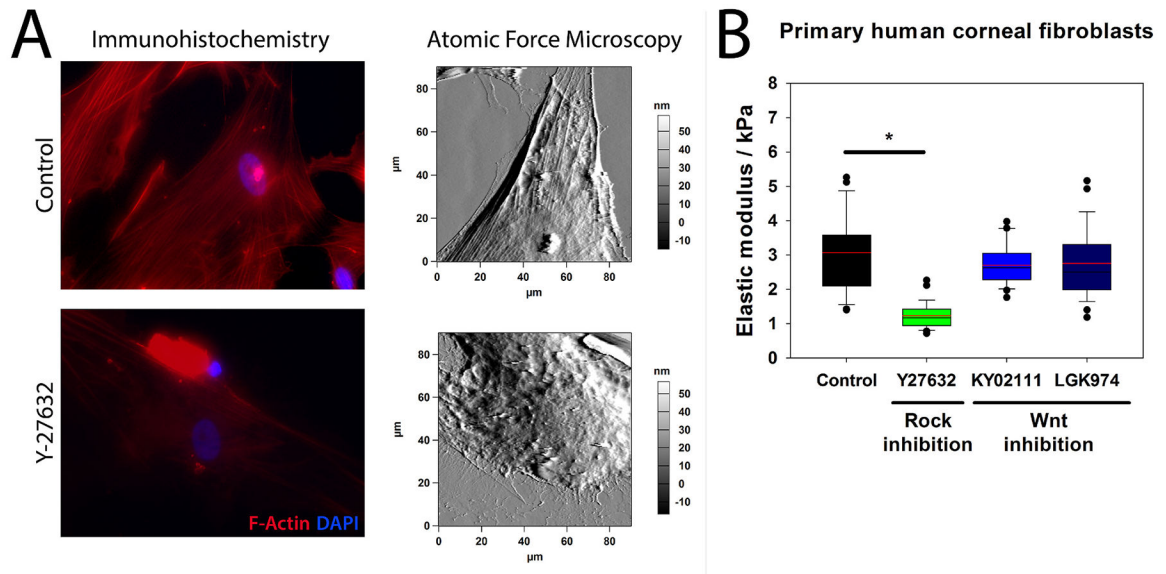 A
Immunohistochemistry
Atomic Force Microscopy
Control
Y-27632
F-Actin DAPI
80
60
40
20
0
µm
0 20 40 60 80
µm
nm
50
40
30
20
10
0
-10
80
60
40
20
0
µm
0 20 40 60 80
µm
nm
50
40
30
20
10
0
-10
B
Primary human corneal fibroblasts
Elastic modulus / kPa
8
7
6
5
4
3
2
1
0
*
Control Y27632 KY02111 LGK974
Rock
inhibition
Wnt
inhibition